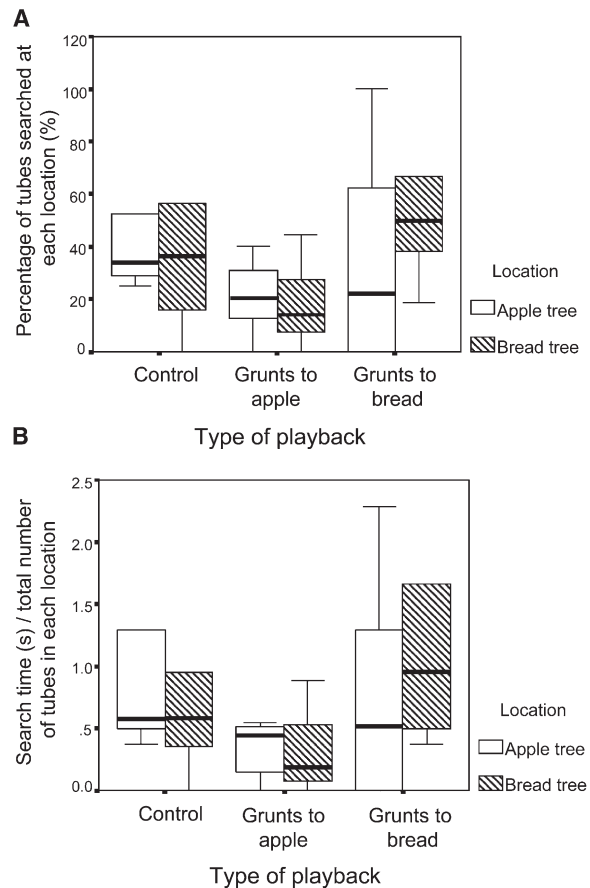 A
Percentage of tubes searched at
each location (%)
120
100
80
60
40
20
0
Control
Grunts to
apple
Grunts to
bread
Type of playback
Location
Apple tree
Bread tree
B
Search time (s) / total number
of tubes in each location
2.5
2.0
1.5
1.0
.5
0.0
Control
Grunts to
apple
Grunts to
bread
Type of playback
Location
Apple tree
Bread tree